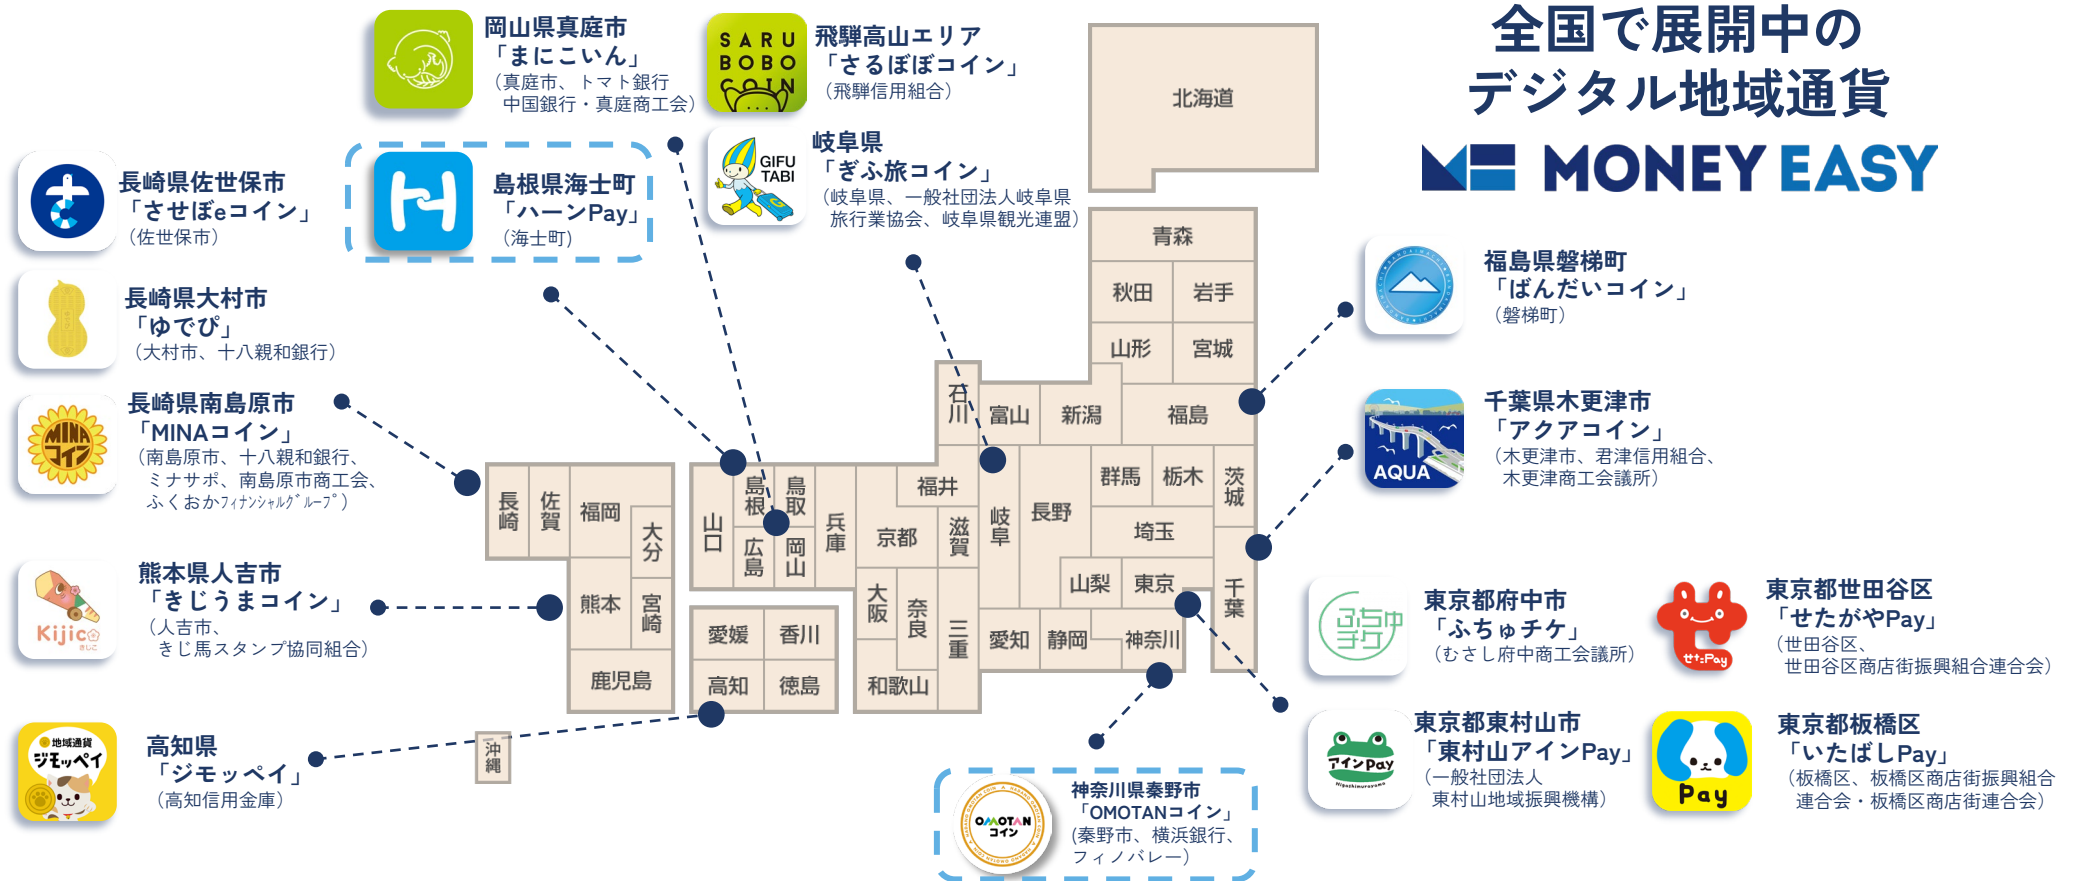 全国で展開中の
デジタル地域通貨
MONEY EASY
岡山県真庭市
「まにこいん」
（真庭市、トマト銀行
中国銀行・真庭商工会）
SARU
BOBO
COIN
飛騨高山エリア
「さるぼぼコイン」
（飛騨信用組合）
島根県海士町
「ハーンPay」
（海士町）
GIFU
TABI
G
岐阜県
「ぎふ旅コイン」
（岐阜県、一般社団法人岐阜県
旅行業協会、岐阜県観光連盟）
さ
長崎県佐世保市
「させぼeコイン」
（佐世保市）
長崎県大村市
「ゆでぴ」
（大村市、十八親和銀行）
MINA
コイン
長崎県南島原市
「MINAコイン」
（南島原市、十八親和銀行、
ミナサポ、南島原市商工会、
ふくおかﾌｨﾅﾝｼｬﾙｸﾞﾙｰﾌﾟ）
Kijico
きじこ
熊本県人吉市
「きじうまコイン」
（人吉市、
きじ馬スタンプ協同組合）
地域通貨
ジモッペイ
高知県
「ジモッペイ」
（高知信用金庫）
北海道
青森
秋田
岩手
山形
宮城
石川
富山
新潟
福島
福井
岐阜
長野
群馬
栃木
茨城
埼玉
山梨
東京
千葉
神奈川
静岡
愛知
三重
滋賀
京都
奈良
大阪
和歌山
兵庫
鳥取
島根
岡山
広島
山口
愛媛
香川
高知
徳島
長崎
佐賀
福岡
大分
熊本
宮崎
鹿児島
沖縄
福島県磐梯町
「ばんだいコイン」
（磐梯町）
AQUA
千葉県木更津市
「アクアコイン」
（木更津市、君津信用組合、
木更津商工会議所）
ふちゅ
チケ
東京都府中市
「ふちゅチケ」
（むさし府中商工会議所）
せたPay
東京都世田谷区
「せたがやPay」
（世田谷区、
世田谷区商店街振興組合連合会）
アインPay
Higashimurayama
東京都東村山市
「東村山アインPay」
（一般社団法人
東村山地域振興機構）
Pay
東京都板橋区
「いたばしPay」
（板橋区、板橋区商店街振興組合
連合会・板橋区商店街連合会）
OMOTAN
コイン
神奈川県秦野市
「OMOTANコイン」
(秦野市、横浜銀行、
フィノバレー）